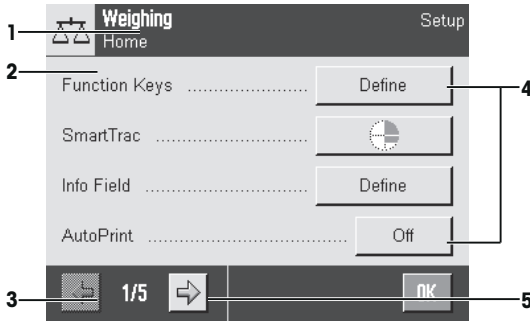 Weighing
Setup
Home
1
2
Function Keys ........................ Define
4
SmartTrac ........................
Info Field ........................ Define
AutoPrint ........................ Off
3
1/5
OK
5